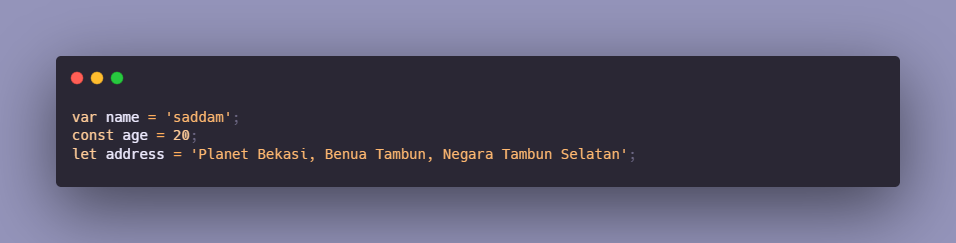 var name = 'saddam';
const age = 20;
let address = 'Planet Bekasi, Benua Tambun, Negara Tambun Selatan';